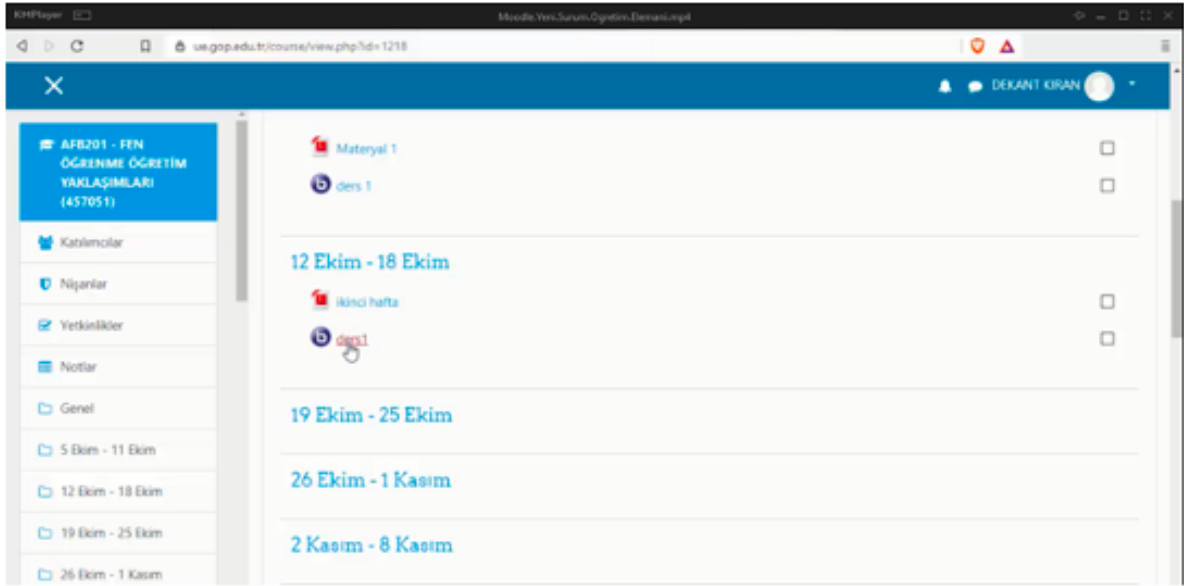 KMPlayer
Moodle.Yeni.Surum.Ogretim.Elemani.mp4
ue.gop.edu.tr/course/view.php?id=1218
DEKANT KIRAN
AFB201 - FEN
ÖĞRENME ÖĞRETİM
YAKLAŞIMLARI
(457051)
Katılımcılar
Nişanlar
Yetkinlikler
Notlar
Genel
5 Ekim - 11 Ekim
12 Ekim - 18 Ekim
19 Ekim - 25 Ekim
26 Ekim - 1 Kasım
Materyal 1
ders 1
12 Ekim - 18 Ekim
ikinci hafta
ders1
19 Ekim - 25 Ekim
26 Ekim - 1 Kasım
2 Kasım - 8 Kasım